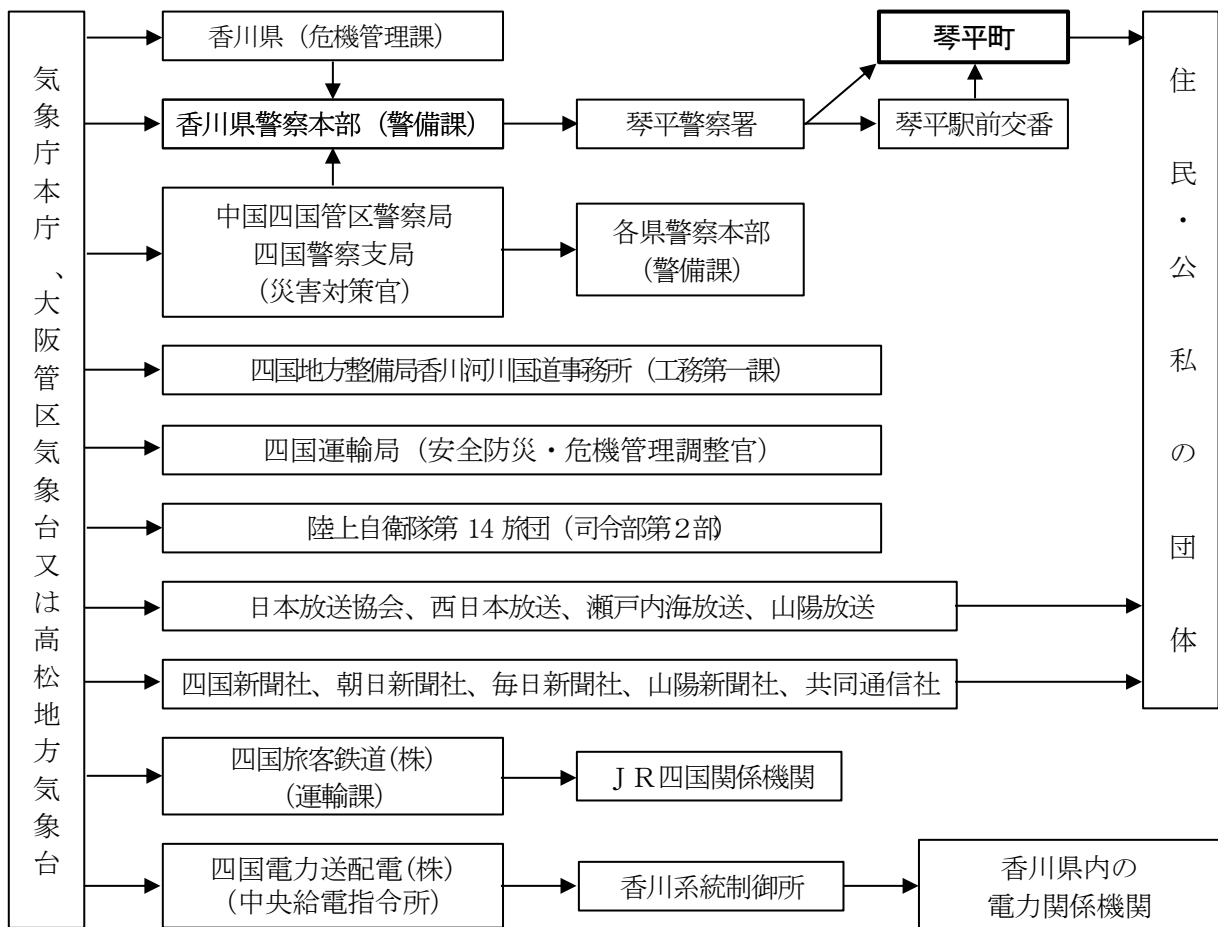 気象庁本庁、大阪管区気象台又は高松地方気象台
香川県（危機管理課）
琴平町
香川県警察本部（警備課）
琴平警察署
琴平駅前交番
中国四国管区警察局
四国警察支局
(災害対策官)
各県警察本部
(警備課)
四国地方整備局香川河川国道事務所（工務第一課）
四国運輸局（安全防災・危機管理調整官）
陸上自衛隊第 14 旅団（司令部第２部）
日本放送協会、西日本放送、瀬戸内海放送、山陽放送
四国新聞社、朝日新聞社、毎日新聞社、山陽新聞社、共同通信社
住民・公私の団体
四国旅客鉄道(株)
(運輸課)
ＪＲ四国関係機関
四国電力送配電(株)
(中央給電指令所)
香川系統制御所
香川県内の
電力関係機関